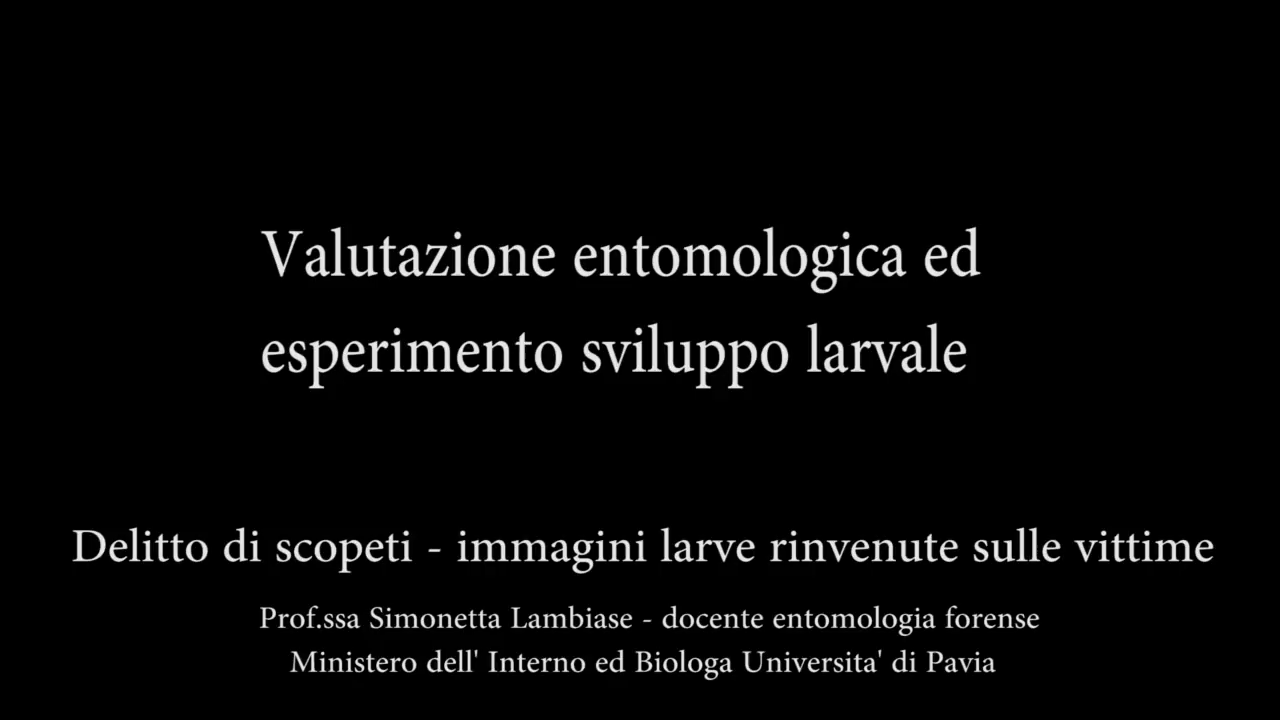 Valutazione entomologica ed
esperimento sviluppo larvale
Delitto di scopeti - immagini larve rinvenute sulle vittime
Prof.ssa Simonetta Lambiase - docente entomologia forense
Ministero dell' Interno ed Biologa Universita' di Pavia